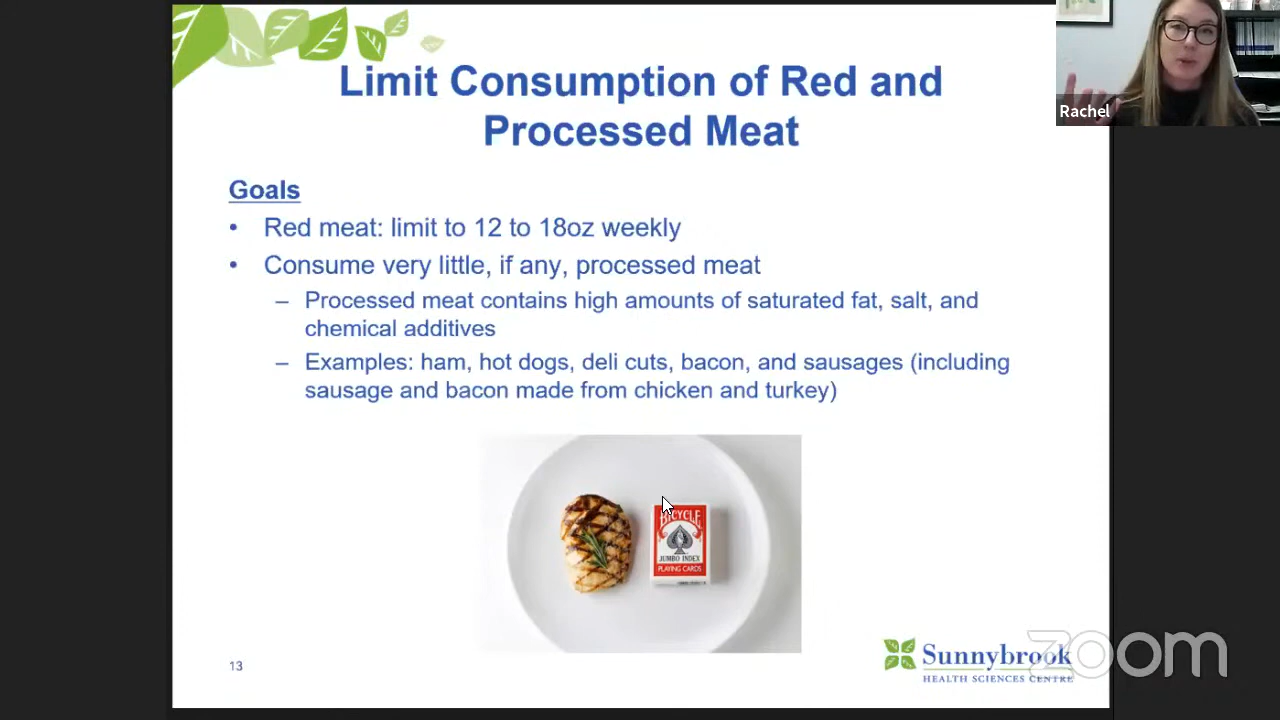 Limit Consumption of Red and
Processed Meat
Rachel
Goals
• Red meat: limit to 12 to 18oz weekly
• Consume very little, if any, processed meat
– Processed meat contains high amounts of saturated fat, salt, and
chemical additives
– Examples: ham, hot dogs, deli cuts, bacon, and sausages (including
sausage and bacon made from chicken and turkey)
BICYCLE
JUMBO INDEX
PLAYING CARDS
13
Sunnybrook
HEALTH SCIENCES CENTRE
zoom